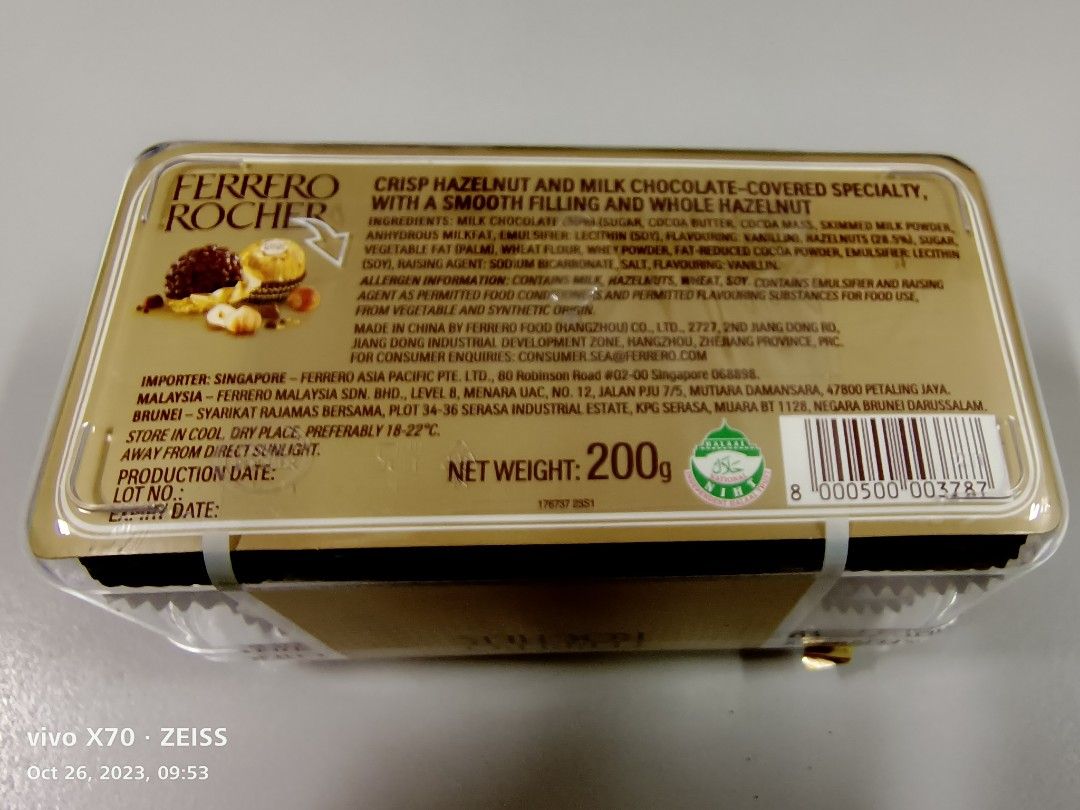 FERRERO
ROCHER
CRISP HAZELNUT AND MILK CHOCOLATE-COVERED SPECIALTY,
WITH A SMOOTH FILLING AND WHOLE HAZELNUT
INGREDIENTS: MILK CHOCOLATE (SUGAR, COCOA BUTTER, COCOA MASS, SKIMMED MILK POWDER,
ANHYDROUS MILKFAT, EMULSIFIER: LECITHIN (SOY), FLAVOURING: VANILLIN), HAZELNUTS (28.5%), SUGAR,
VEGETABLE FAT (PALM), WHEAT FLOUR, WHEY POWDER, FAT-REDUCED COCOA POWDER, EMULSIFIER: LECITHIN
(SOY), RAISING AGENT: SODIUM BICARBONATE, SALT, FLAVOURING: VANILLIN.
ALLERGEN INFORMATION: CONTAINS MILK, HAZELNUTS, WHEAT, SOY. CONTAINS EMULSIFIER AND RAISING
AGENT AS PERMITTED FOOD AND PERMITTED FLAVOURING SUBSTANCES FOR FOOD USE,
FROM VEGETABLE AND SYNTHETIC ORIGIN.
MADE IN CHINA BY FERRERO FOOD (HANGZHOU) CO., LTD., 2727, 2ND JIANG DONG RD,
JIANG DONG INDUSTRIAL DEVELOPMENT ZONE, HANGZHOU, ZHEJIANG PROVINCE, PRC.
FOR CONSUMER ENQUIRIES: CONSUMER.SEA@FERRERO.COM
IMPORTER: SINGAPORE – FERRERO ASIA PACIFIC PTE. LTD., 80 Robinson Road #02-00 Singapore 068898.
MALAYSIA – FERRERO MALAYSIA SDN. BHD., LEVEL 8, MENARA UAC, NO. 12, JALAN PJU 7/5, MUTIARA DAMANSARA, 47800 PETALING JAYA.
BRUNEI – SYARIKAT RAJAMAS BERSAMA, PLOT 34-36 SERASA INDUSTRIAL ESTATE, KPG SERASA, MUARA BT 1128, NEGARA BRUNEI DARUSSALAM.
STORE IN COOL, DRY PLACE, PREFERABLY 18-22°C.
AWAY FROM DIRECT SUNLIGHT.
PRODUCTION DATE:
LOT NO.:
EXPIRY DATE:
NET WEIGHT: 200g
HALAAL
حلال
NATIONAL
NIHT
8 000500 003787
vivo X70 · ZEISS
Oct 26, 2023, 09:53